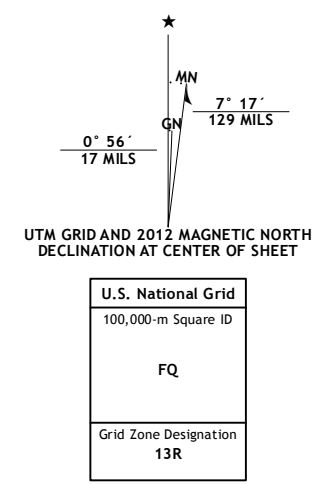 ★
MN
GN
7° 17´
129 MILS
0° 56´
17 MILS
UTM GRID AND 2012 MAGNETIC NORTH
DECLINATION AT CENTER OF SHEET
U.S. National Grid
100,000-m Square ID
FQ
Grid Zone Designation
13R